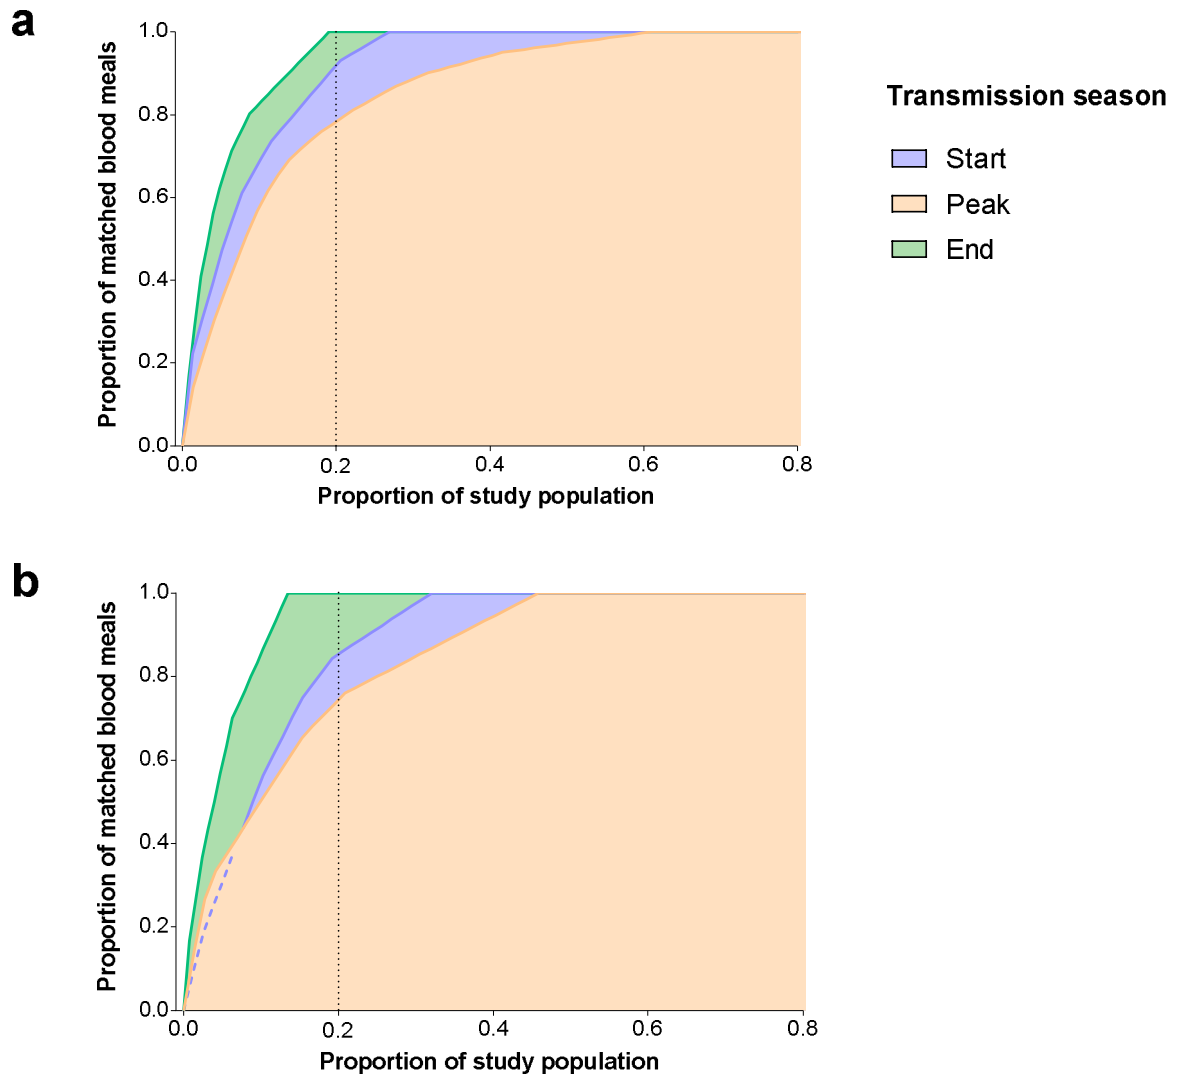 a
Proportion of matched blood meals
1.0
0.8
0.6
0.4
0.2
0.0
0.0 0.2 0.4 0.6 0.8
Proportion of study population
Transmission season
Start
Peak
End
b
Proportion of matched blood meals
1.0
0.8
0.6
0.4
0.2
0.0
0.0 0.2 0.4 0.6 0.8
Proportion of study population